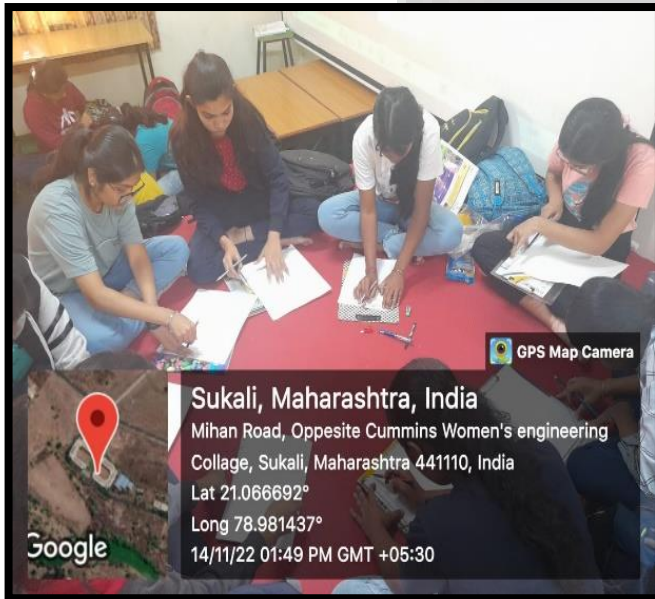 GPS Map Camera
Sukali, Maharashtra, India
Mihan Road, Oppesite Cummins Women's engineering
Collage, Sukali, Maharashtra 441110, India
Lat 21.066692°
Long 78.981437°
14/11/22 01:49 PM GMT +05:30
Google